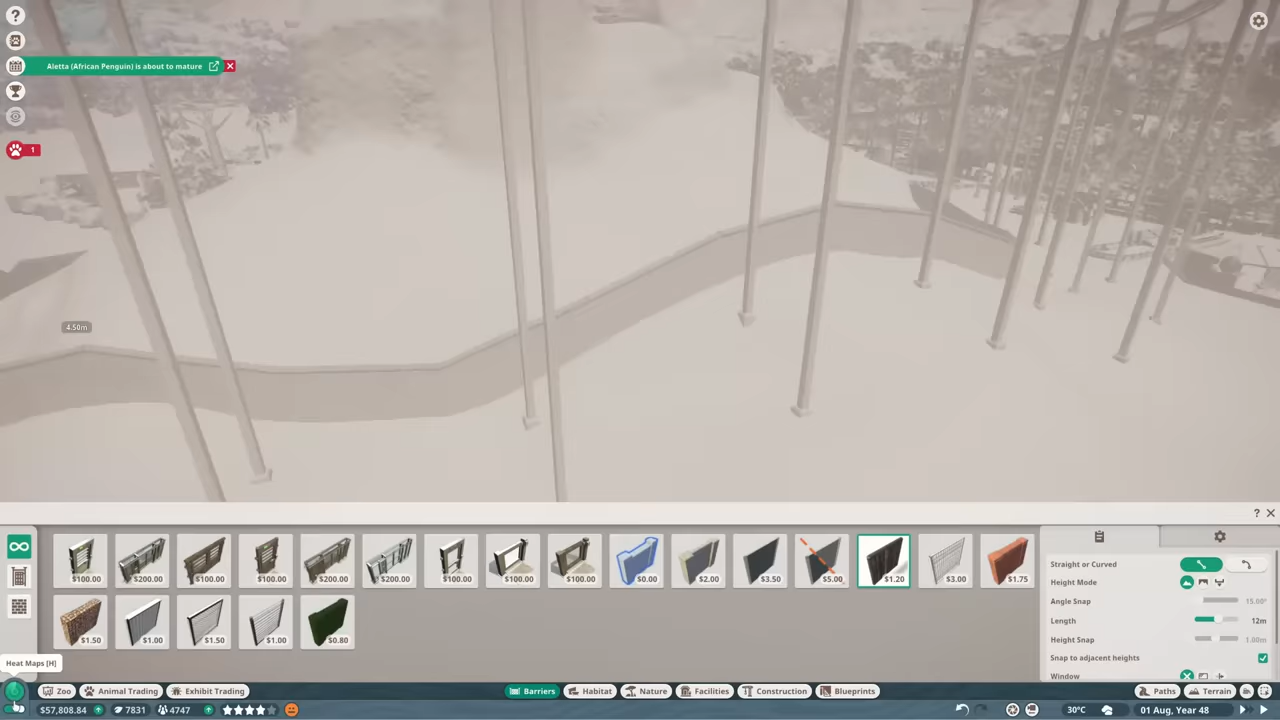 ?
Aletta (African Penguin) is about to mature
1
4.50m
?
$100.00
$200.00
$100.00
$100.00
$200.00
$200.00
$100.00
$100.00
$100.00
$0.00
$2.00
$3.50
$5.00
$1.20
$3.00
$1.75
$1.50
$1.00
$1.50
$1.00
$0.80
Straight or Curved
Height Mode
Angle Snap 15.00°
Length 12m
Height Snap 1.00m
Snap to adjacent heights
Window
Heat Maps [H]
Zoo
Animal Trading
Exhibit Trading
Barriers
Habitat
Nature
Facilities
Construction
Blueprints
Paths
Terrain
$57,808.84
7831
4747
30°C
01 Aug, Year 48